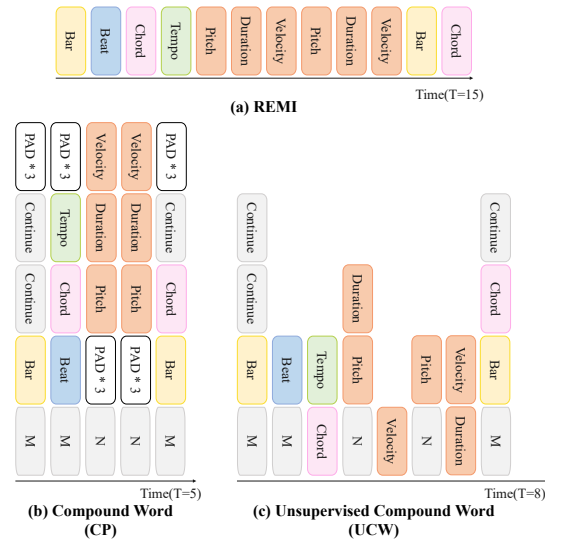 Bar Beat Chord Tempo Pitch Duration Velocity Pitch Duration Velocity Bar Chord
Time(T=15)
(a) REMI
PAD * 3 PAD * 3 Velocity Velocity PAD * 3
Continue Tempo Duration Duration Continue
Continue Chord Pitch Pitch Chord
Bar Beat PAD * 3 PAD * 3 Bar
M M N N M
Time(T=5)
(b) Compound Word
(CP)
Continue Continue
Continue Duration Chord
Bar Beat Tempo Pitch Pitch Velocity Bar
M M Chord N Velocity N Duration M
Time(T=8)
(c) Unsupervised Compound Word
(UCW)